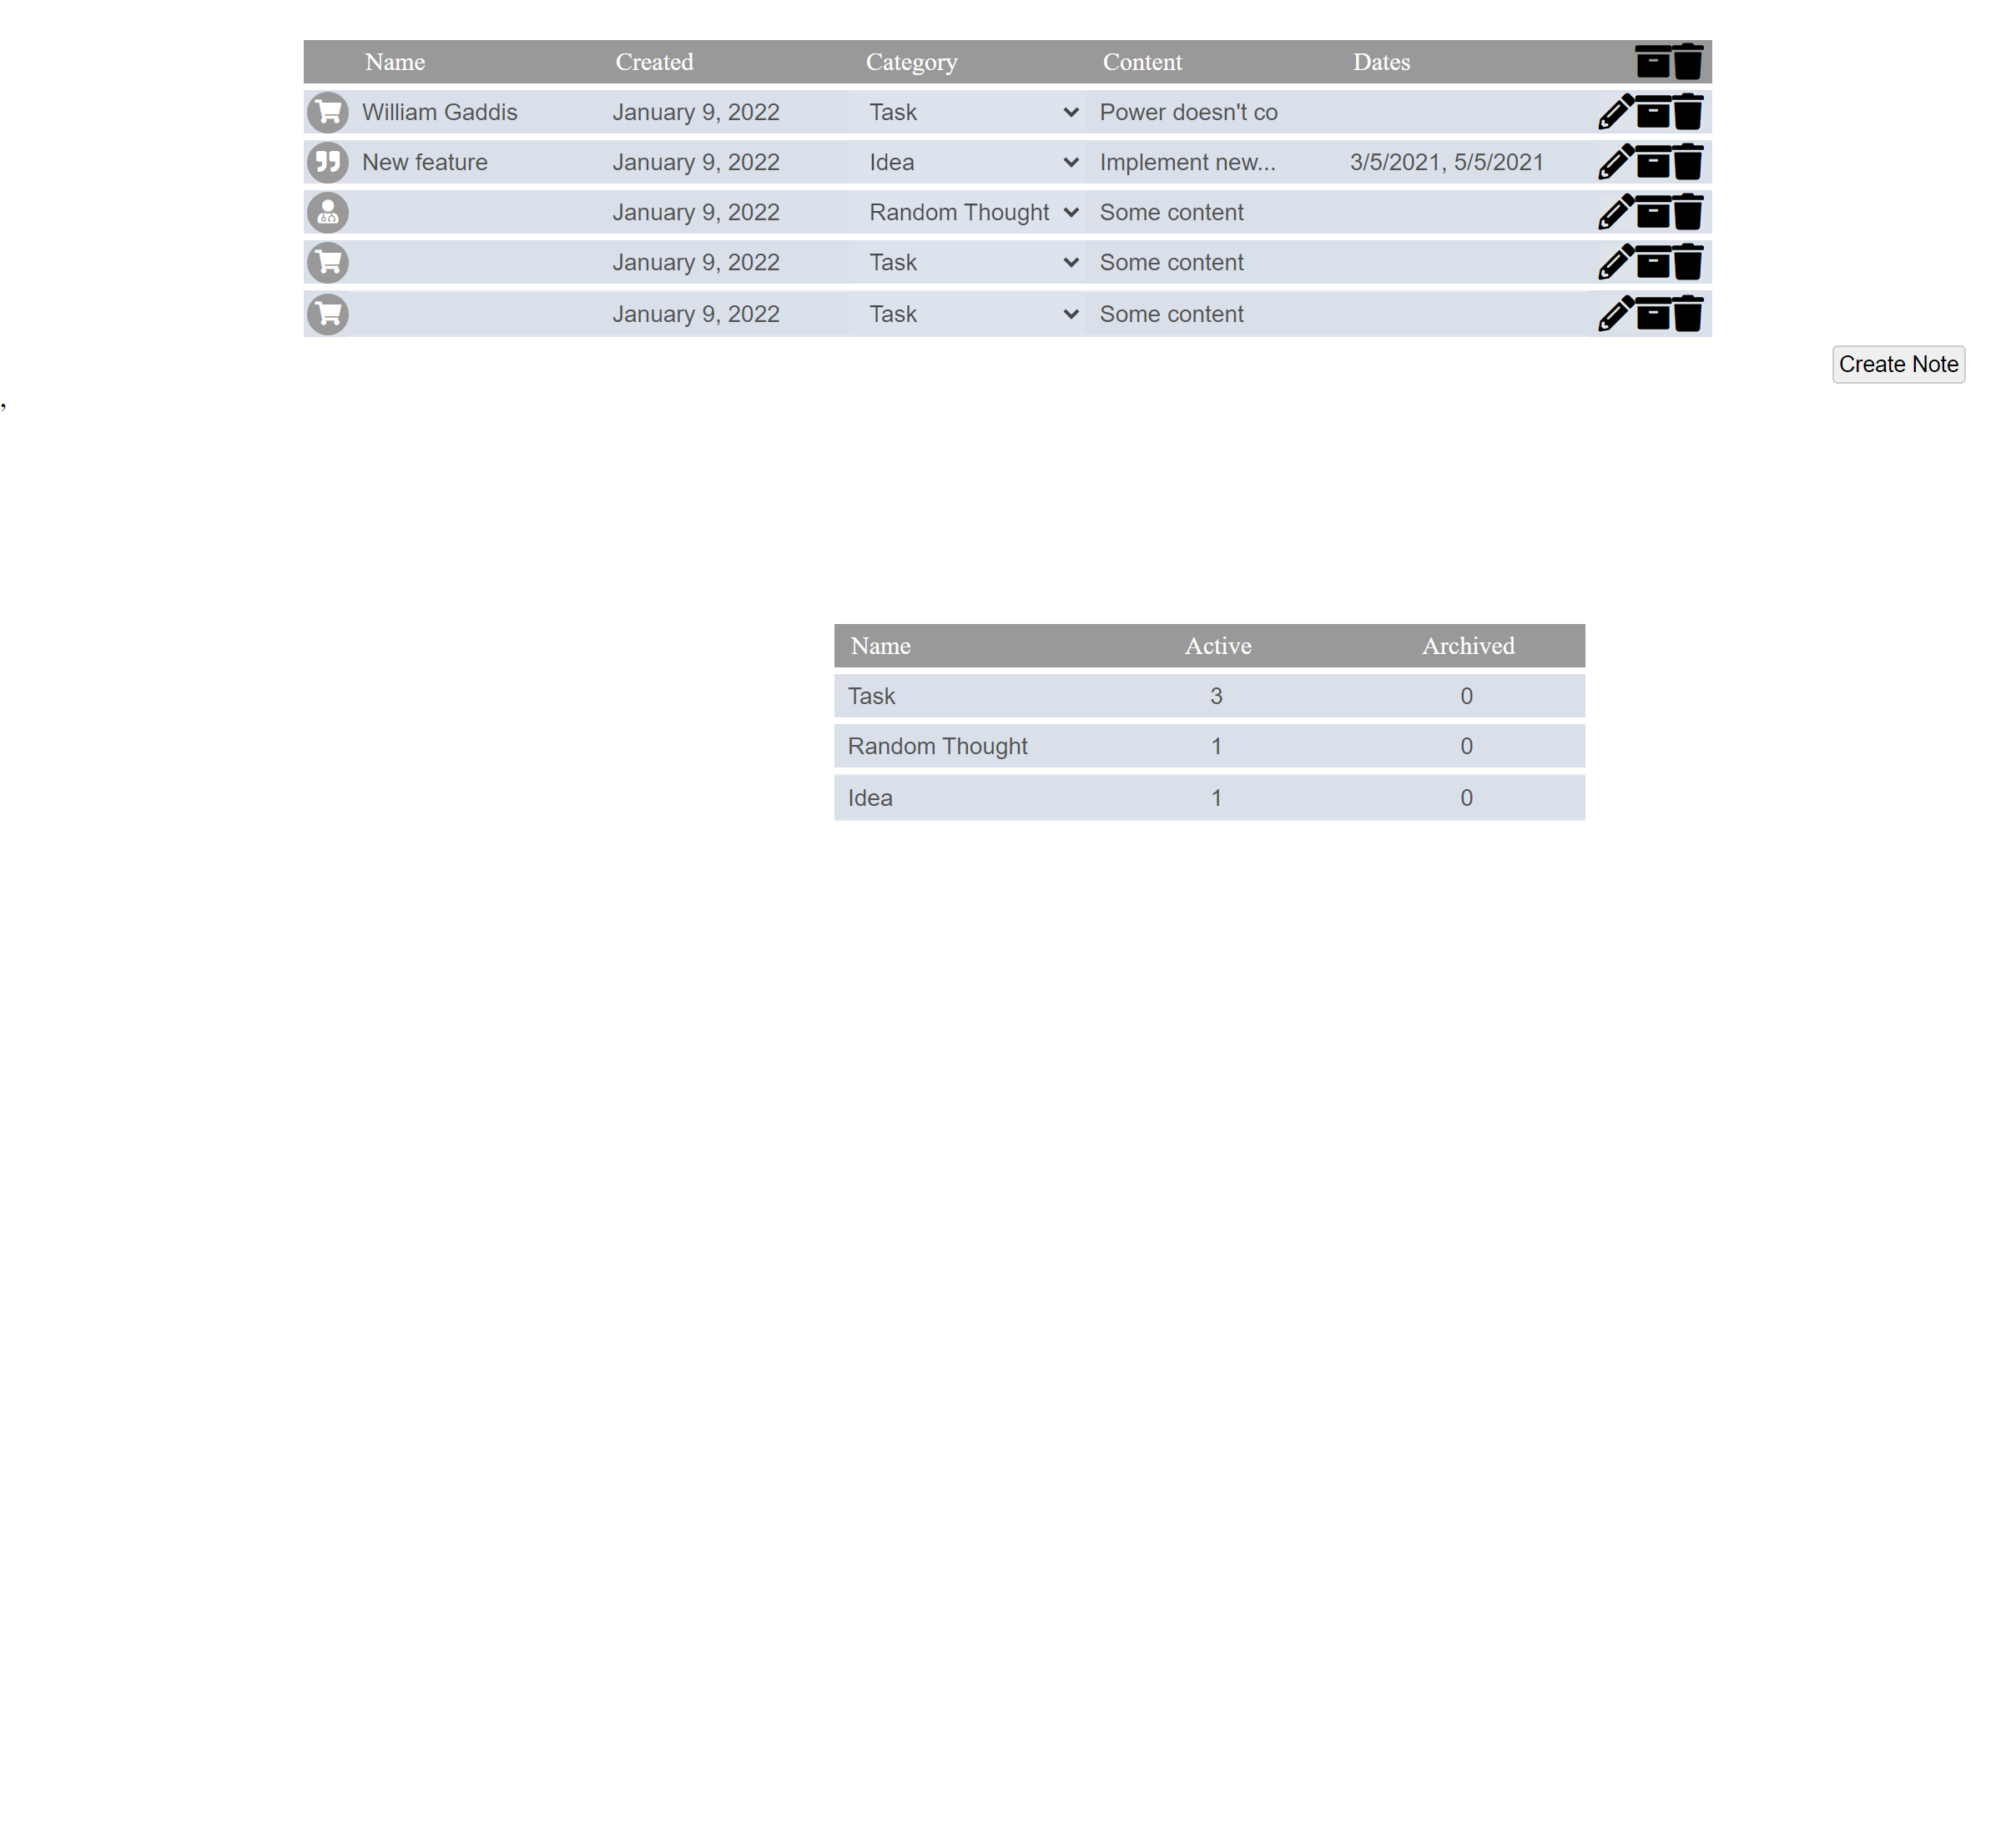 Name Created Category Content Dates
William Gaddis January 9, 2022 Task Power doesn't co
New feature January 9, 2022 Idea Implement new... 3/5/2021, 5/5/2021
January 9, 2022 Random Thought Some content
January 9, 2022 Task Some content
January 9, 2022 Task Some content
Create Note
,
Name Active Archived
Task 3 0
Random Thought 1 0
Idea 1 0